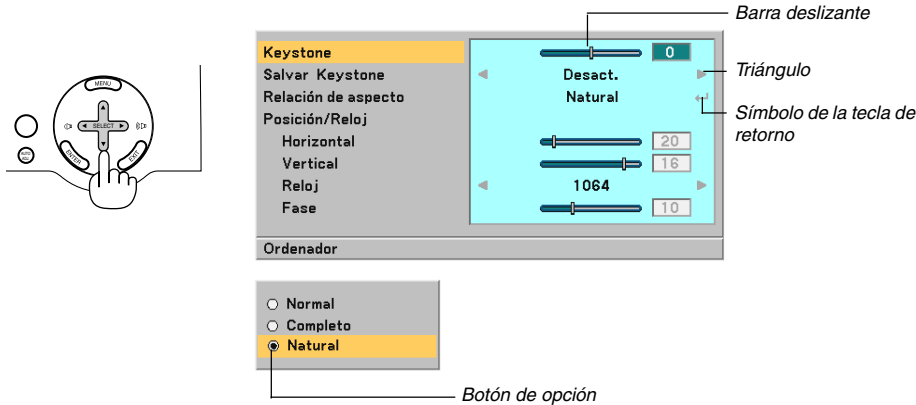 Barra deslizante
Keystone 0
Salvar Keystone Desact.
Triángulo
Relación de aspecto Natural
Símbolo de la tecla de
retorno
Posición/Reloj
Horizontal 20
Vertical 16
Reloj 1064
Fase 10
Ordenador
MENU
SELECT
ENTER
EXIT
AUTO ADJ.
Normal
Completo
Natural
Botón de opción